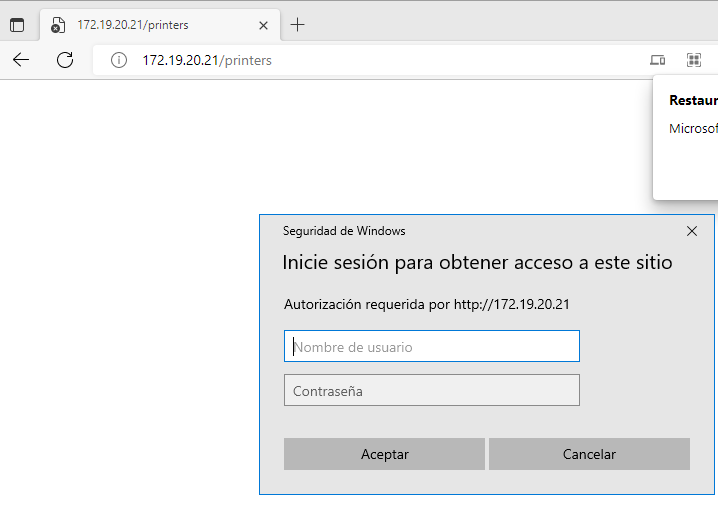 172.19.20.21/printers
172.19.20.21/printers
Restaur
Microsof
Seguridad de Windows
Inicie sesión para obtener acceso a este sitio
Autorización requerida por http://172.19.20.21
Nombre de usuario
Contraseña
Aceptar
Cancelar